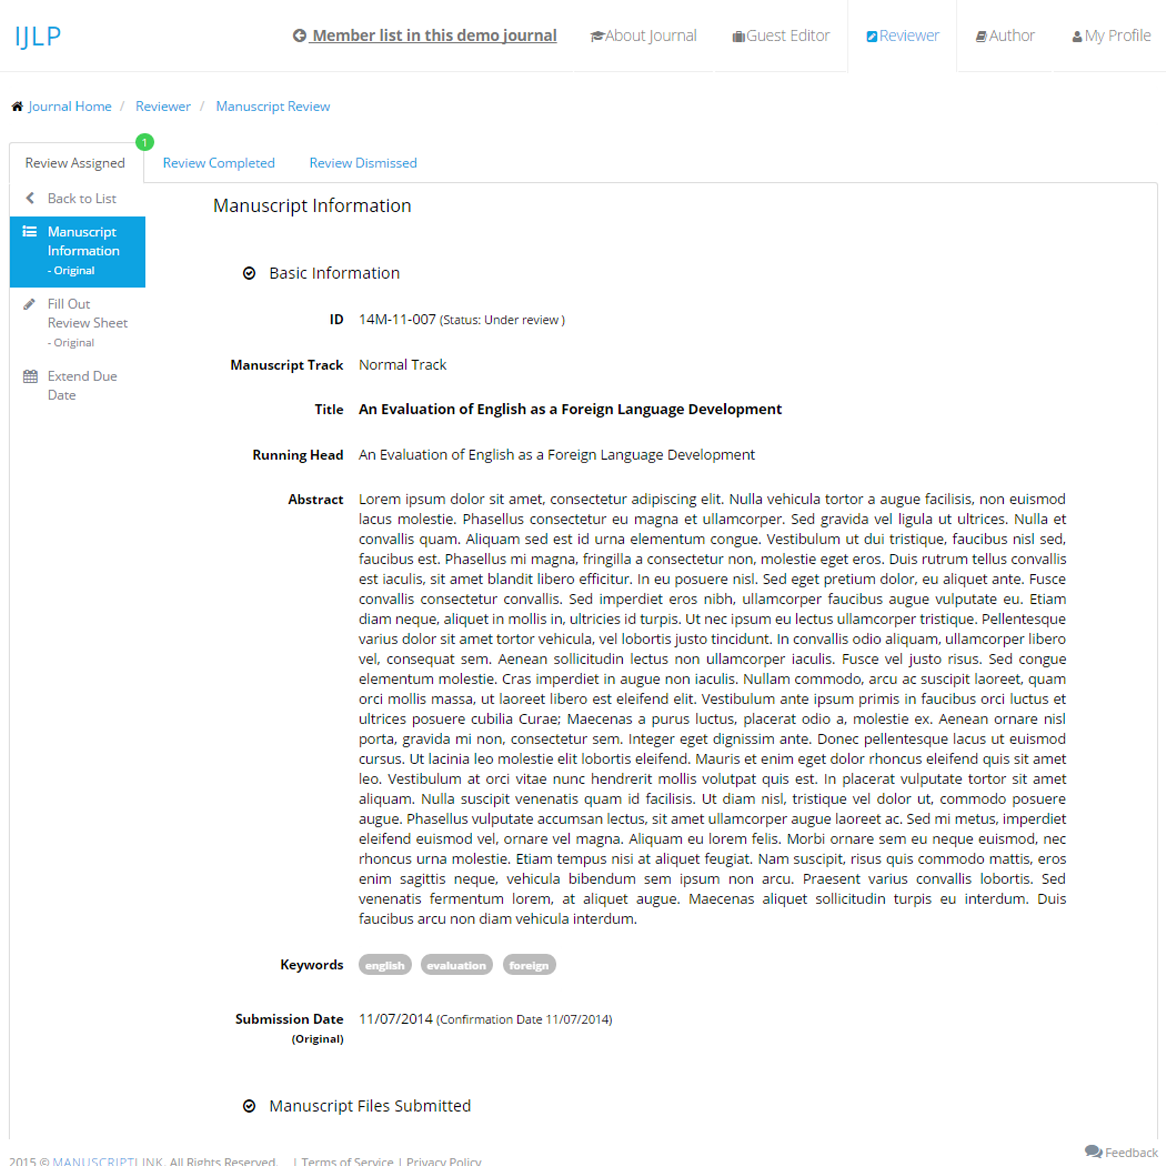 IJLP
Member list in this demo journal
About Journal
Guest Editor
Reviewer
Author
My Profile
Journal Home / Reviewer / Manuscript Review
1
Review Assigned
Review Completed
Review Dismissed
Back to List
Manuscript
Information
- Original
Fill Out
Review Sheet
- Original
Extend Due
Date
Manuscript Information
Basic Information
ID 14M-11-007 (Status: Under review )
Manuscript Track Normal Track
Title An Evaluation of English as a Foreign Language Development
Running Head An Evaluation of English as a Foreign Language Development
Abstract Lorem ipsum dolor sit amet, consectetur adipiscing elit. Nulla vehicula tortor a augue facilisis, non euismod
lacus molestie. Phasellus consectetur eu magna et ullamcorper. Sed gravida vel ligula ut ultrices. Nulla et
convallis quam. Aliquam sed est id urna elementum congue. Vestibulum ut dui tristique, faucibus nisl sed,
faucibus est. Phasellus mi magna, fringilla a consectetur non, molestie eget eros. Duis rutrum tellus convallis
est iaculis, sit amet blandit libero efficitur. In eu posuere nisl. Sed eget pretium dolor, eu aliquet ante. Fusce
convallis consectetur convallis. Sed imperdiet eros nibh, ullamcorper faucibus augue vulputate eu. Etiam
diam neque, aliquet in mollis in, ultricies id turpis. Ut nec ipsum eu lectus ullamcorper tristique. Pellentesque
varius dolor sit amet tortor vehicula, vel lobortis justo tincidunt. In convallis odio aliquam, ullamcorper libero
vel, consequat sem. Aenean sollicitudin lectus non ullamcorper iaculis. Fusce vel justo risus. Sed congue
elementum molestie. Cras imperdiet in augue non iaculis. Nullam commodo, arcu ac suscipit laoreet, quam
orci mollis massa, ut laoreet libero est eleifend elit. Vestibulum ante ipsum primis in faucibus orci luctus et
ultrices posuere cubilia Curae; Maecenas a purus luctus, placerat odio a, molestie ex. Aenean ornare nisl
porta, gravida mi non, consectetur sem. Integer eget dignissim ante. Donec pellentesque lacus ut euismod
cursus. Ut lacinia leo molestie elit lobortis eleifend. Mauris et enim eget dolor rhoncus eleifend quis sit amet
leo. Vestibulum at orci vitae nunc hendrerit mollis volutpat quis est. In placerat vulputate tortor sit amet
aliquam. Nulla suscipit venenatis quam id facilisis. Ut diam nisl, tristique vel dolor ut, commodo posuere
augue. Phasellus vulputate accumsan lectus, sit amet ullamcorper augue laoreet ac. Sed mi metus, imperdiet
eleifend euismod vel, ornare vel magna. Aliquam eu lorem felis. Morbi ornare sem eu neque euismod, nec
rhoncus urna molestie. Etiam tempus nisi at aliquet feugiat. Nam suscipit, risus quis commodo mattis, eros
enim sagittis neque, vehicula bibendum sem ipsum non arcu. Praesent varius convallis lobortis. Sed
venenatis fermentum lorem, at aliquet augue. Maecenas aliquet sollicitudin turpis eu interdum. Duis
faucibus arcu non diam vehicula interdum.
Keywords english evaluation foreign
Submission Date 11/07/2014 (Confirmation Date 11/07/2014)
(Original)
Manuscript Files Submitted
Feedback
2015 © MANUSCRIPTLINK. All Rights Reserved. | Terms of Service | Privacy Policy